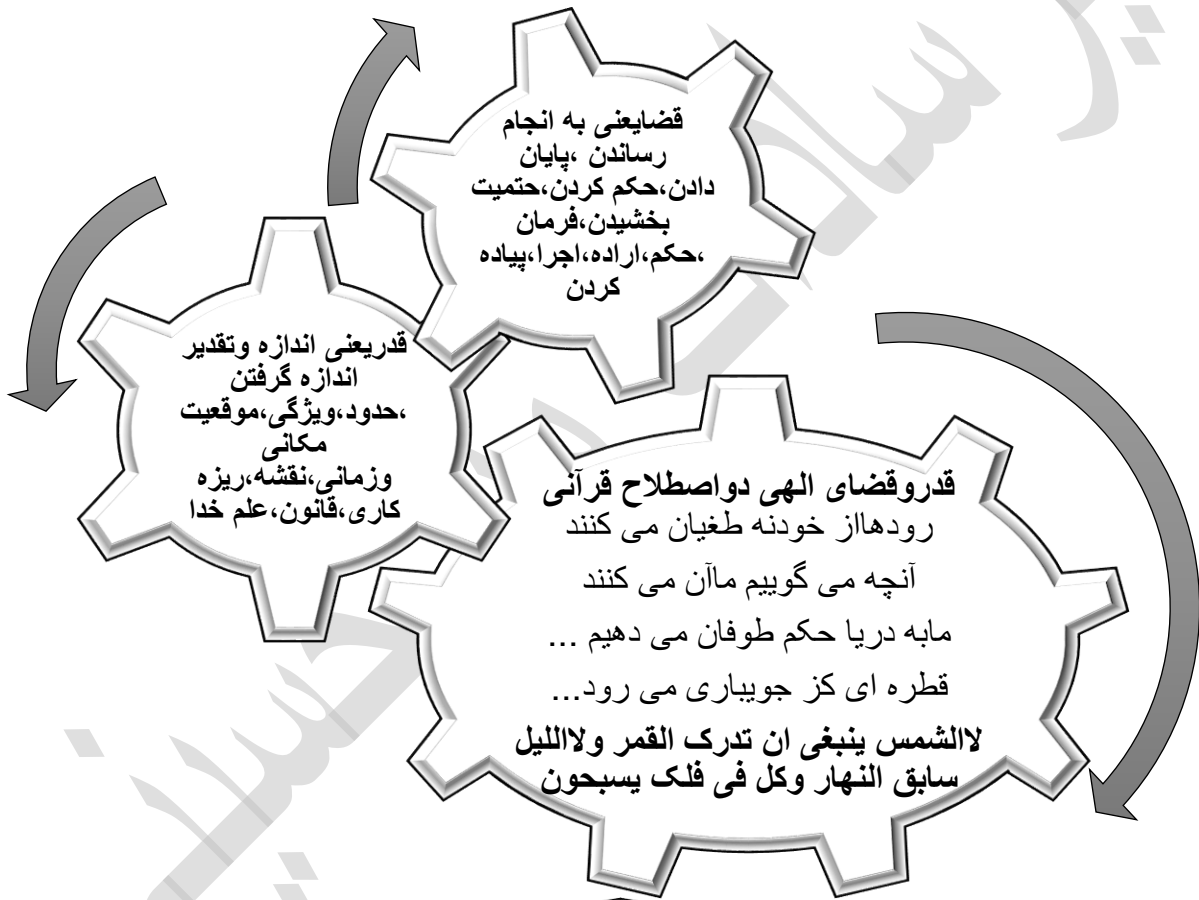 قضایعنی به انجام
رساندن ،پایان
دادن،حکم کردن،حتمیت
بخشیدن،فرمان
،حکم،اراده،اجرا،پیاده
کردن
قدریعنی اندازه وتقدیر
اندازه گرفتن
،حدود،ویژگی،موقعیت
مکانی
وزمانی،نقشه،ریزه
کاری،قانون،علم خدا
قدروقضای الهی دواصطلاح قرآنی
رودهااز خودنه طغیان می کنند
آنچه می گوییم ماآن می کنند
مابه دریا حکم طوفان می دهیم ...
قطره ای کز جویباری می رود...
لاالشمس ینبغی ان تدرک القمر ولااللیل
سابق النهار وکل فی فلک یسبحون